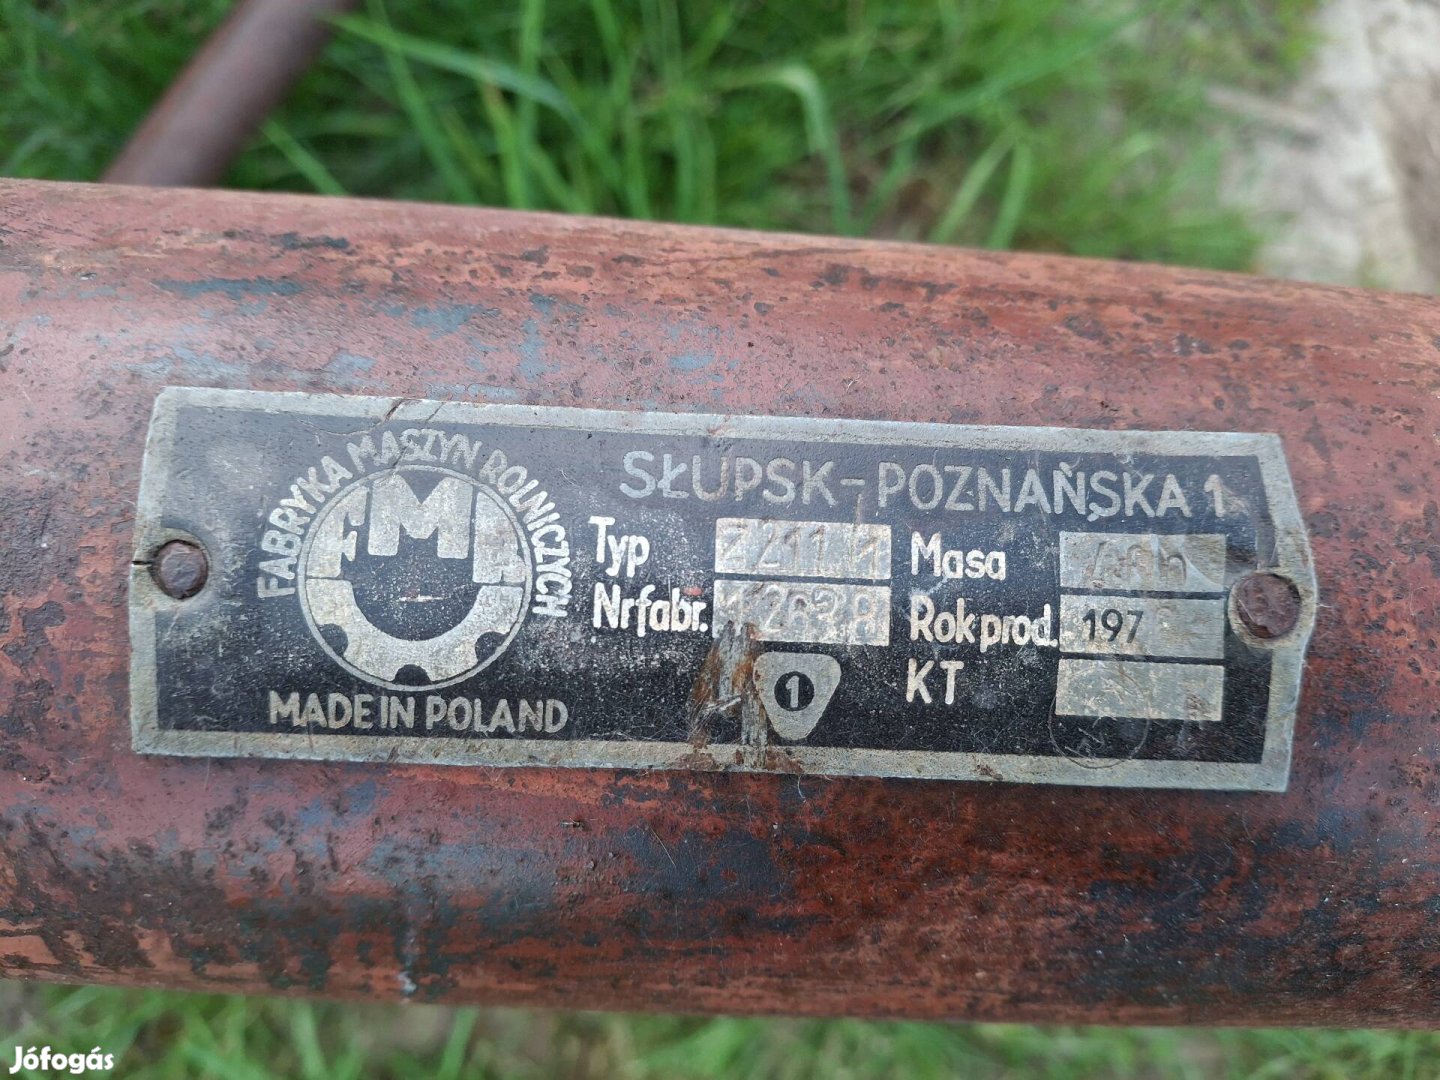 FABRYKA MASZYN ROLNICZYCH
FMR
MADE IN POLAND
SŁUPSK-POZNAŃSKA 1
Typ
Nr fabr.
1
Masa
Rok prod. 197
KT
Jófogás